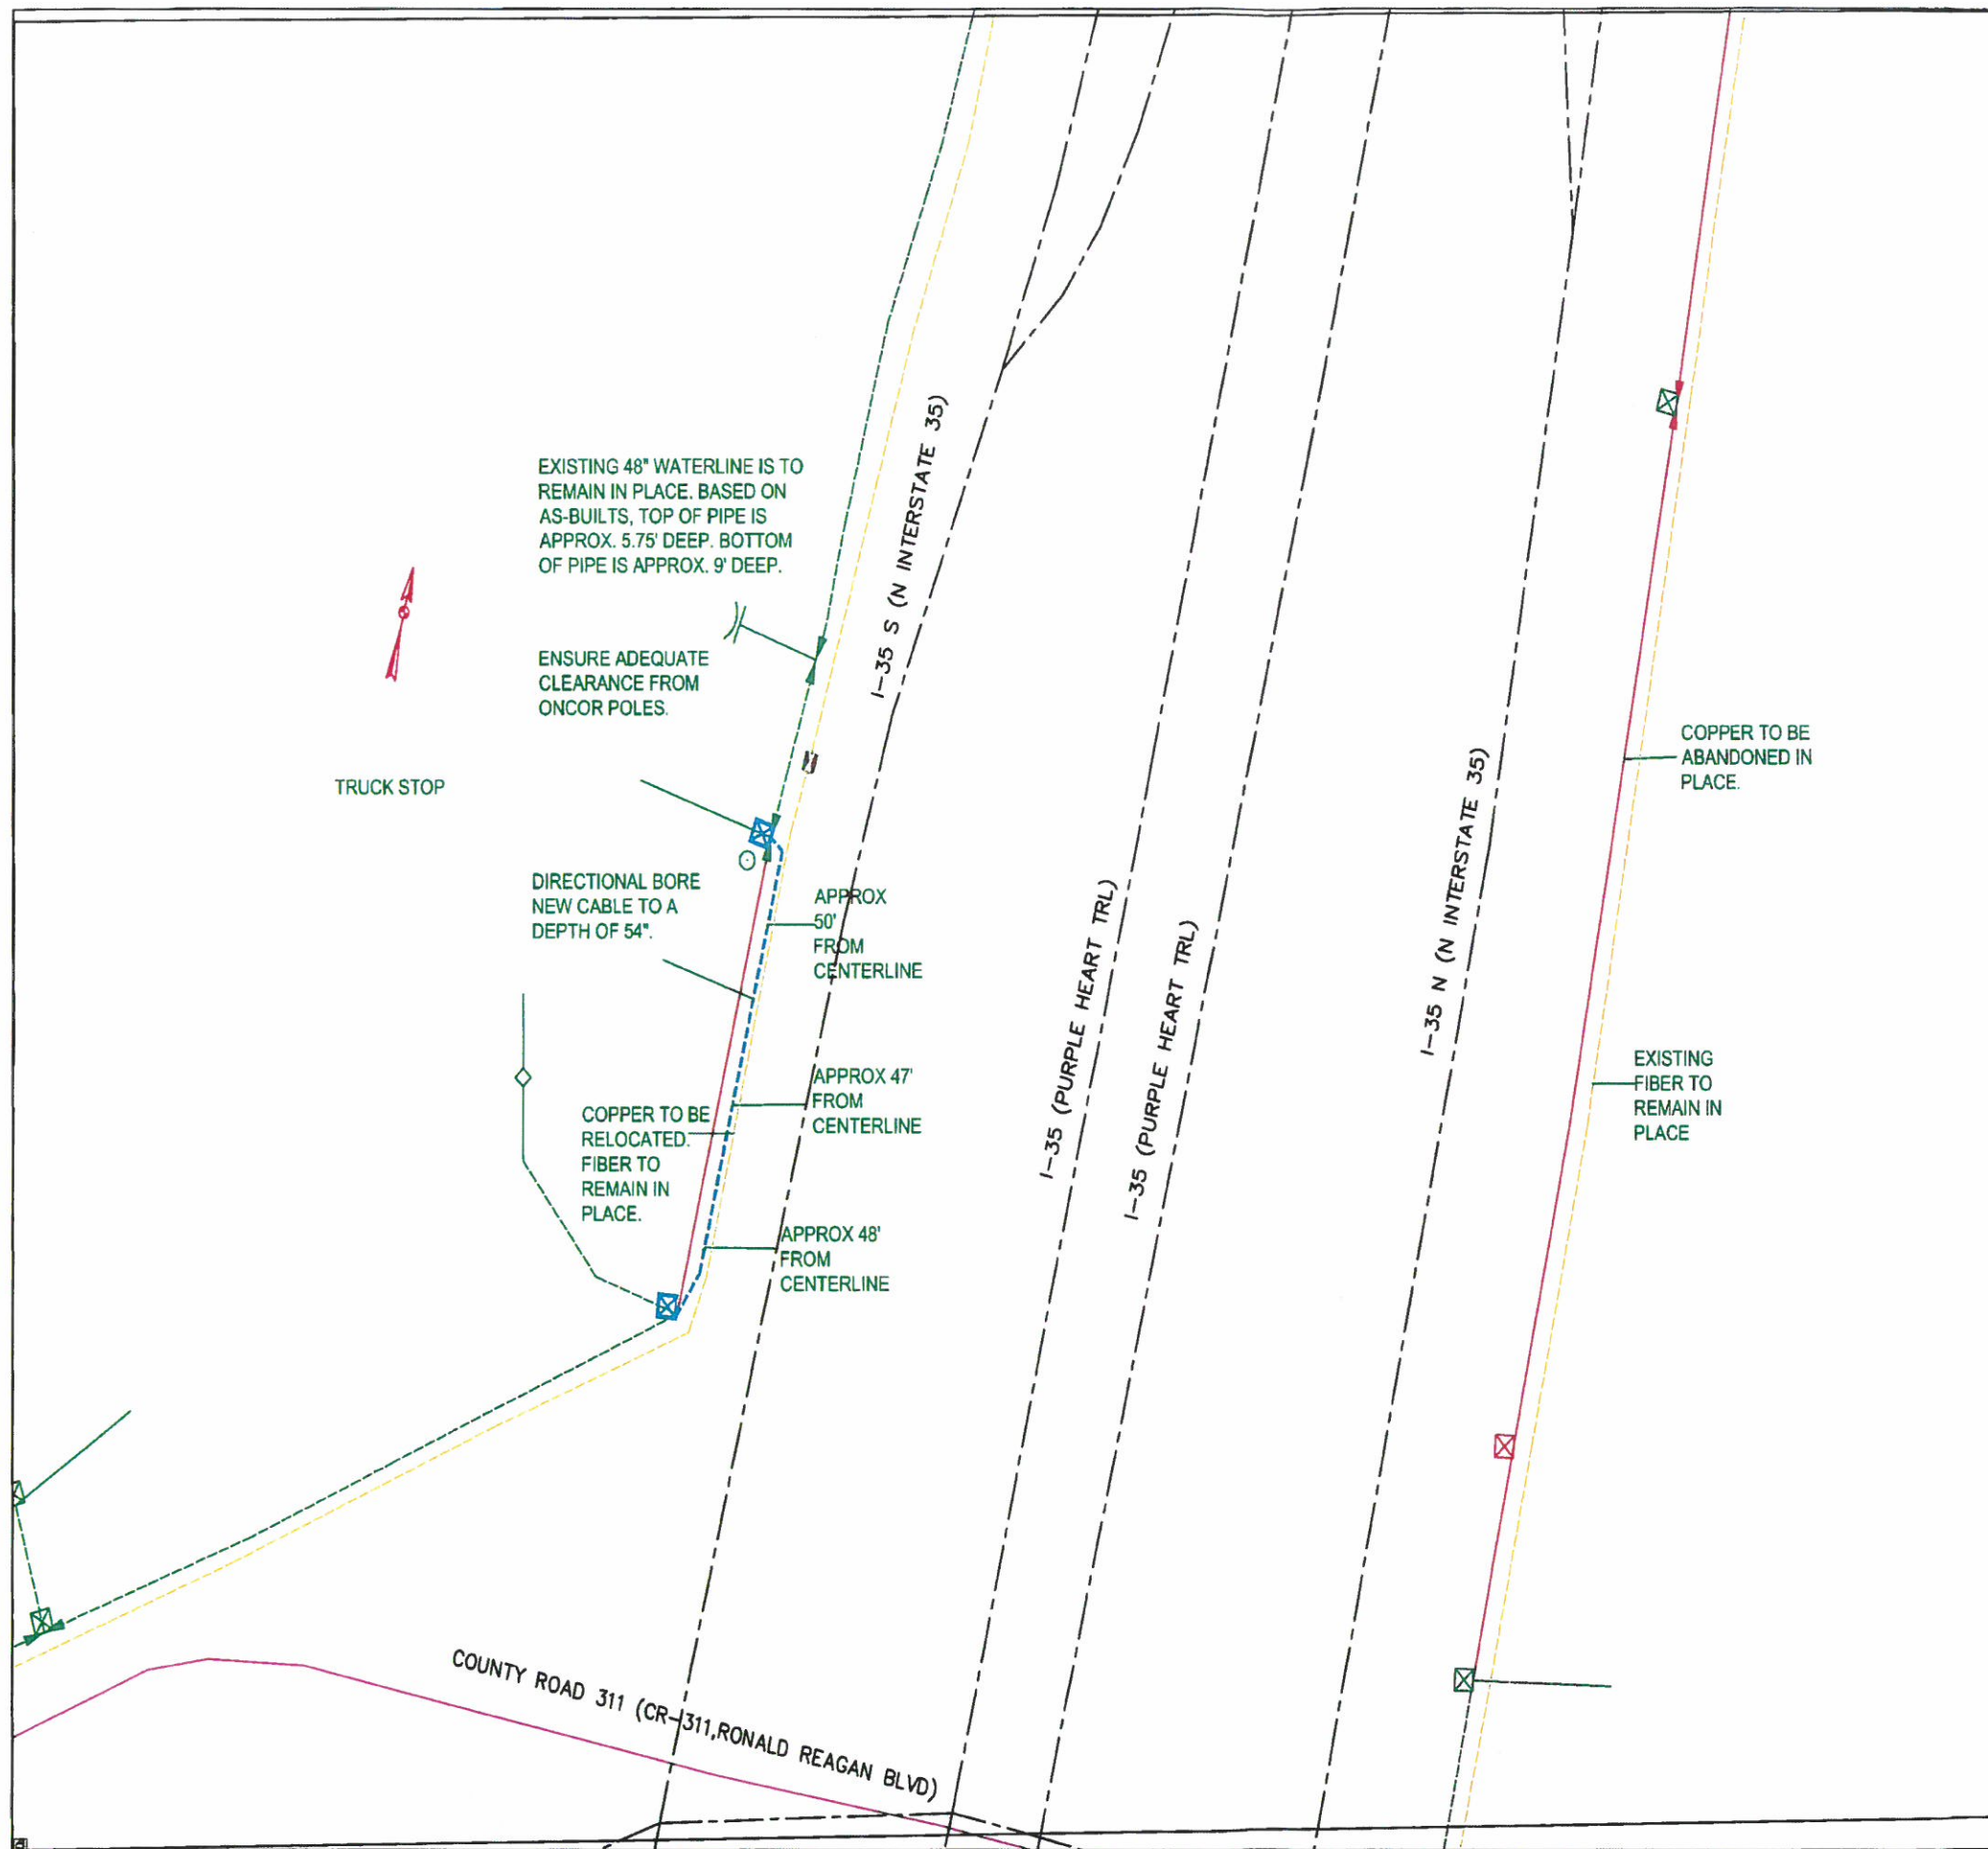 EXISTING 48" WATERLINE IS TO
REMAIN IN PLACE. BASED ON
AS-BUILTS, TOP OF PIPE IS
APPROX. 5.75' DEEP. BOTTOM
OF PIPE IS APPROX. 9' DEEP.
I-35 S (N INTERSTATE 35)
ENSURE ADEQUATE
CLEARANCE FROM
ONCOR POLES.
TRUCK STOP
COPPER TO BE
ABANDONED IN
PLACE.
DIRECTIONAL BORE
NEW CABLE TO A
DEPTH OF 54".
APPROX
50'
FROM
CENTERLINE
I-35 (PURPLE HEART TRL)
I-35 (PURPLE HEART TRL)
I-35 N (N INTERSTATE 35)
EXISTING
FIBER TO
REMAIN IN
PLACE
APPROX 47'
FROM
CENTERLINE
COPPER TO BE
RELOCATED.
FIBER TO
REMAIN IN
PLACE.
APPROX 48'
FROM
CENTERLINE
COUNTY ROAD 311 (CR-311,RONALD REAGAN BLVD)